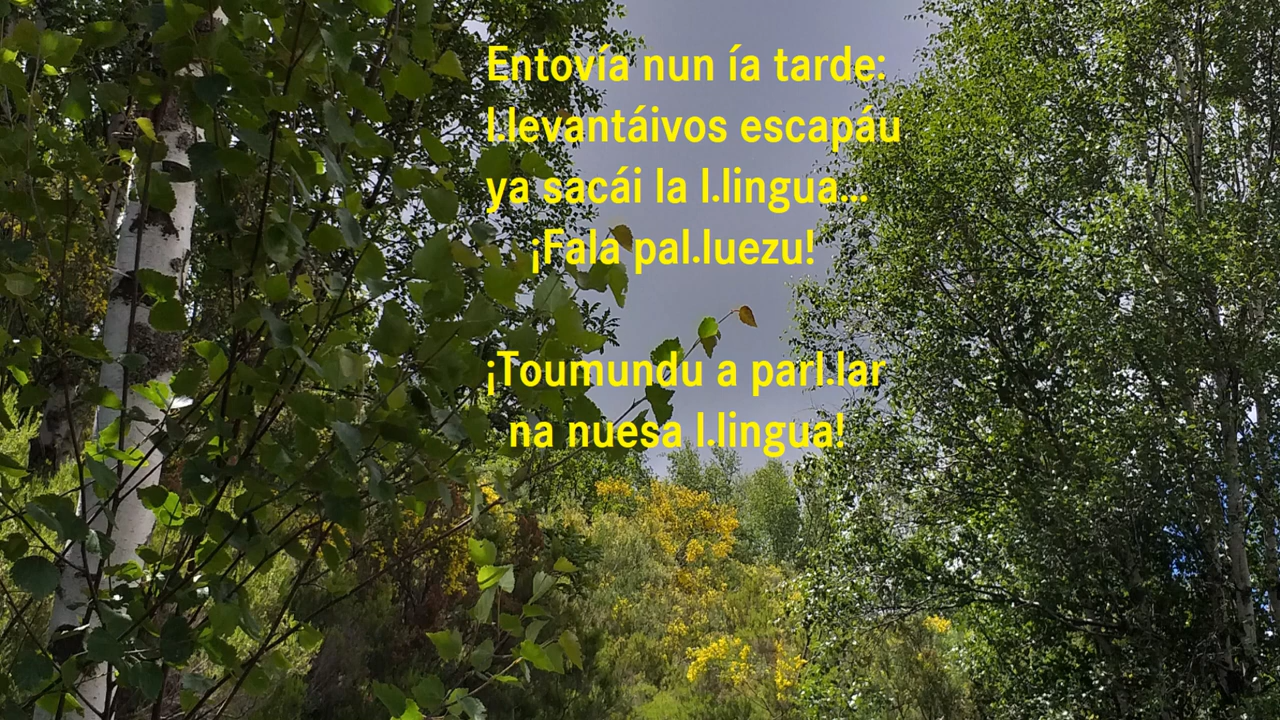 Entovía nun ía tarde:
l.levantáivos escapáu
ya sacái la l.lingua...
¡Fala pal.luezu!
¡Toumundu a parl.lar
na nuesa l.lingua!